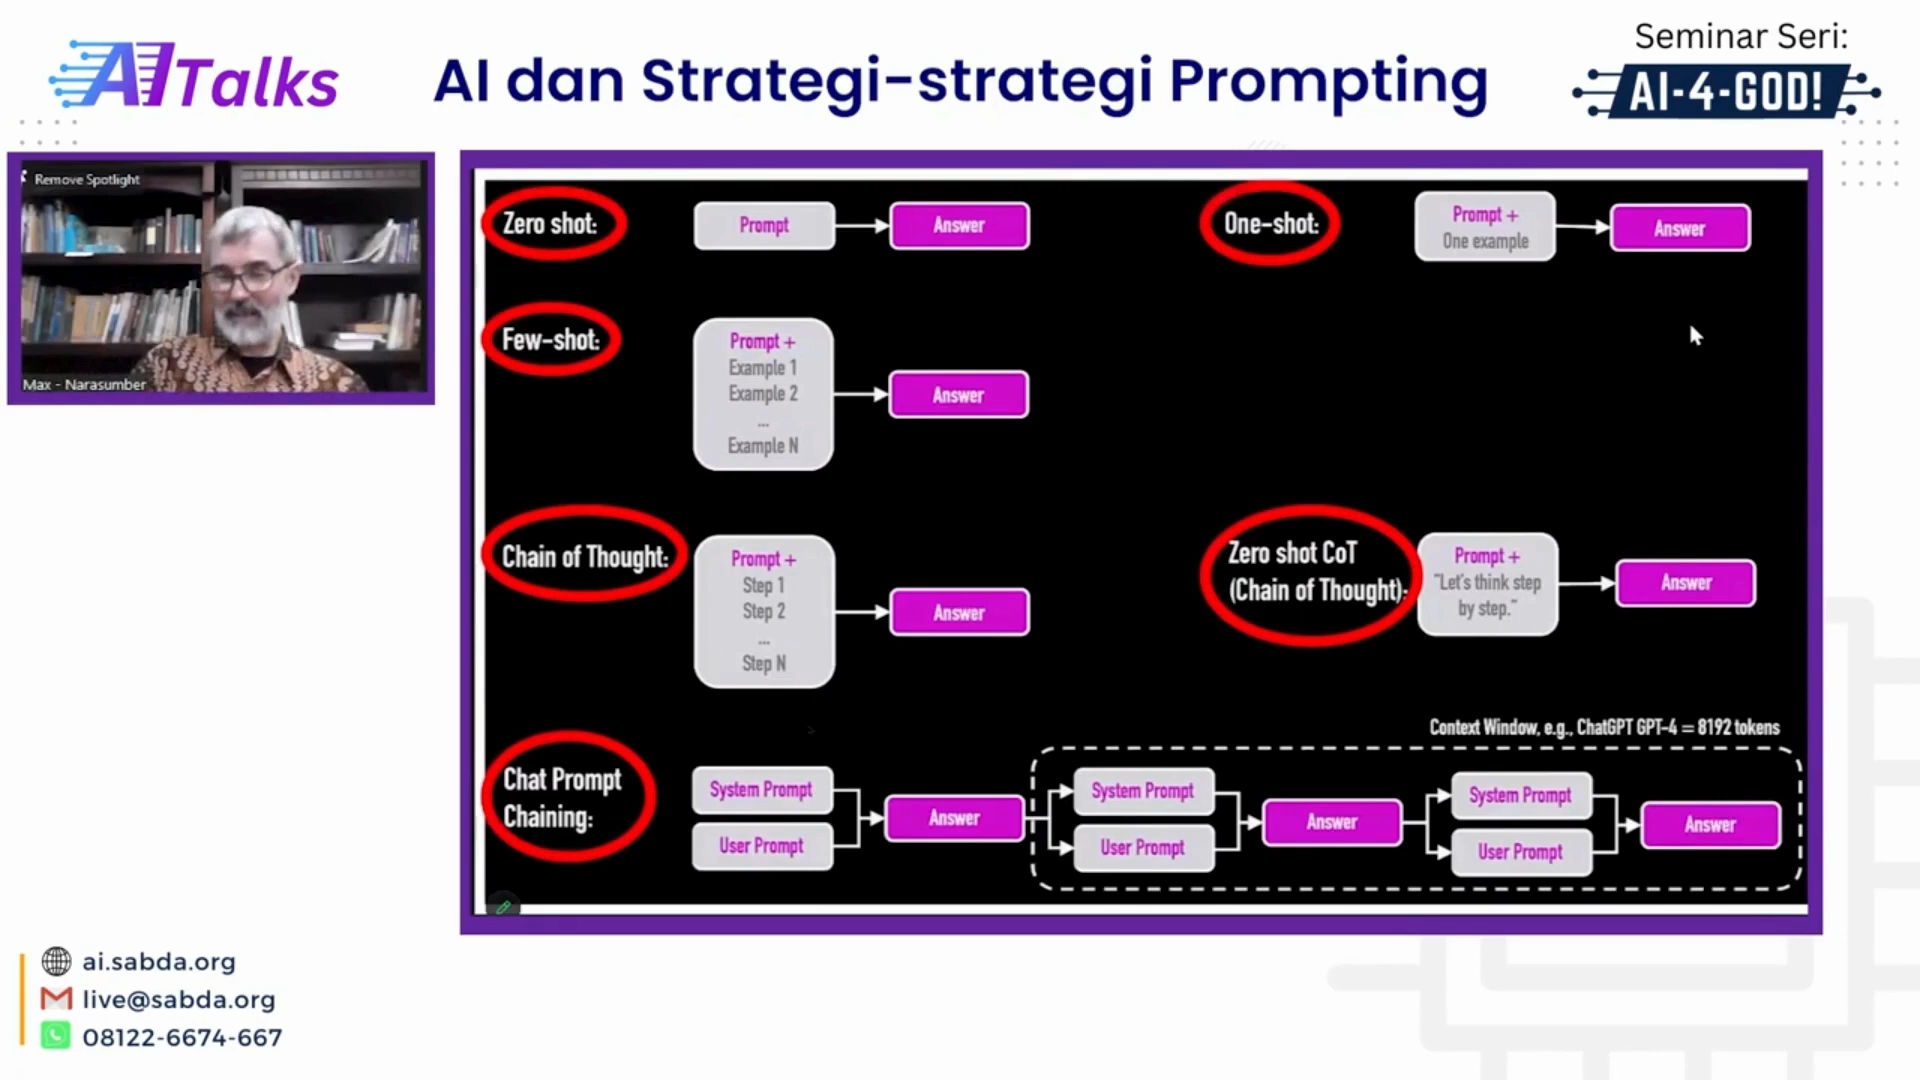 AI Talks
AI dan Strategi-strategi Prompting
Seminar Seri:
AI-4-GOD!
Remove Spotlight
Max - Narasumber
Zero shot:
Prompt
Answer
One-shot:
Prompt +
One example
Answer
Few-shot:
Prompt +
Example 1
Example 2
...
Example N
Answer
Chain of Thought:
Prompt +
Step 1
Step 2
...
Step N
Answer
Zero shot CoT
(Chain of Thought):
Prompt +
"Let's think step
by step."
Answer
Context Window, e.g., ChatGPT GPT-4 = 8192 tokens
Chat Prompt
Chaining:
System Prompt
User Prompt
Answer
System Prompt
User Prompt
Answer
System Prompt
User Prompt
Answer
ai.sabda.org
live@sabda.org
08122-6674-667